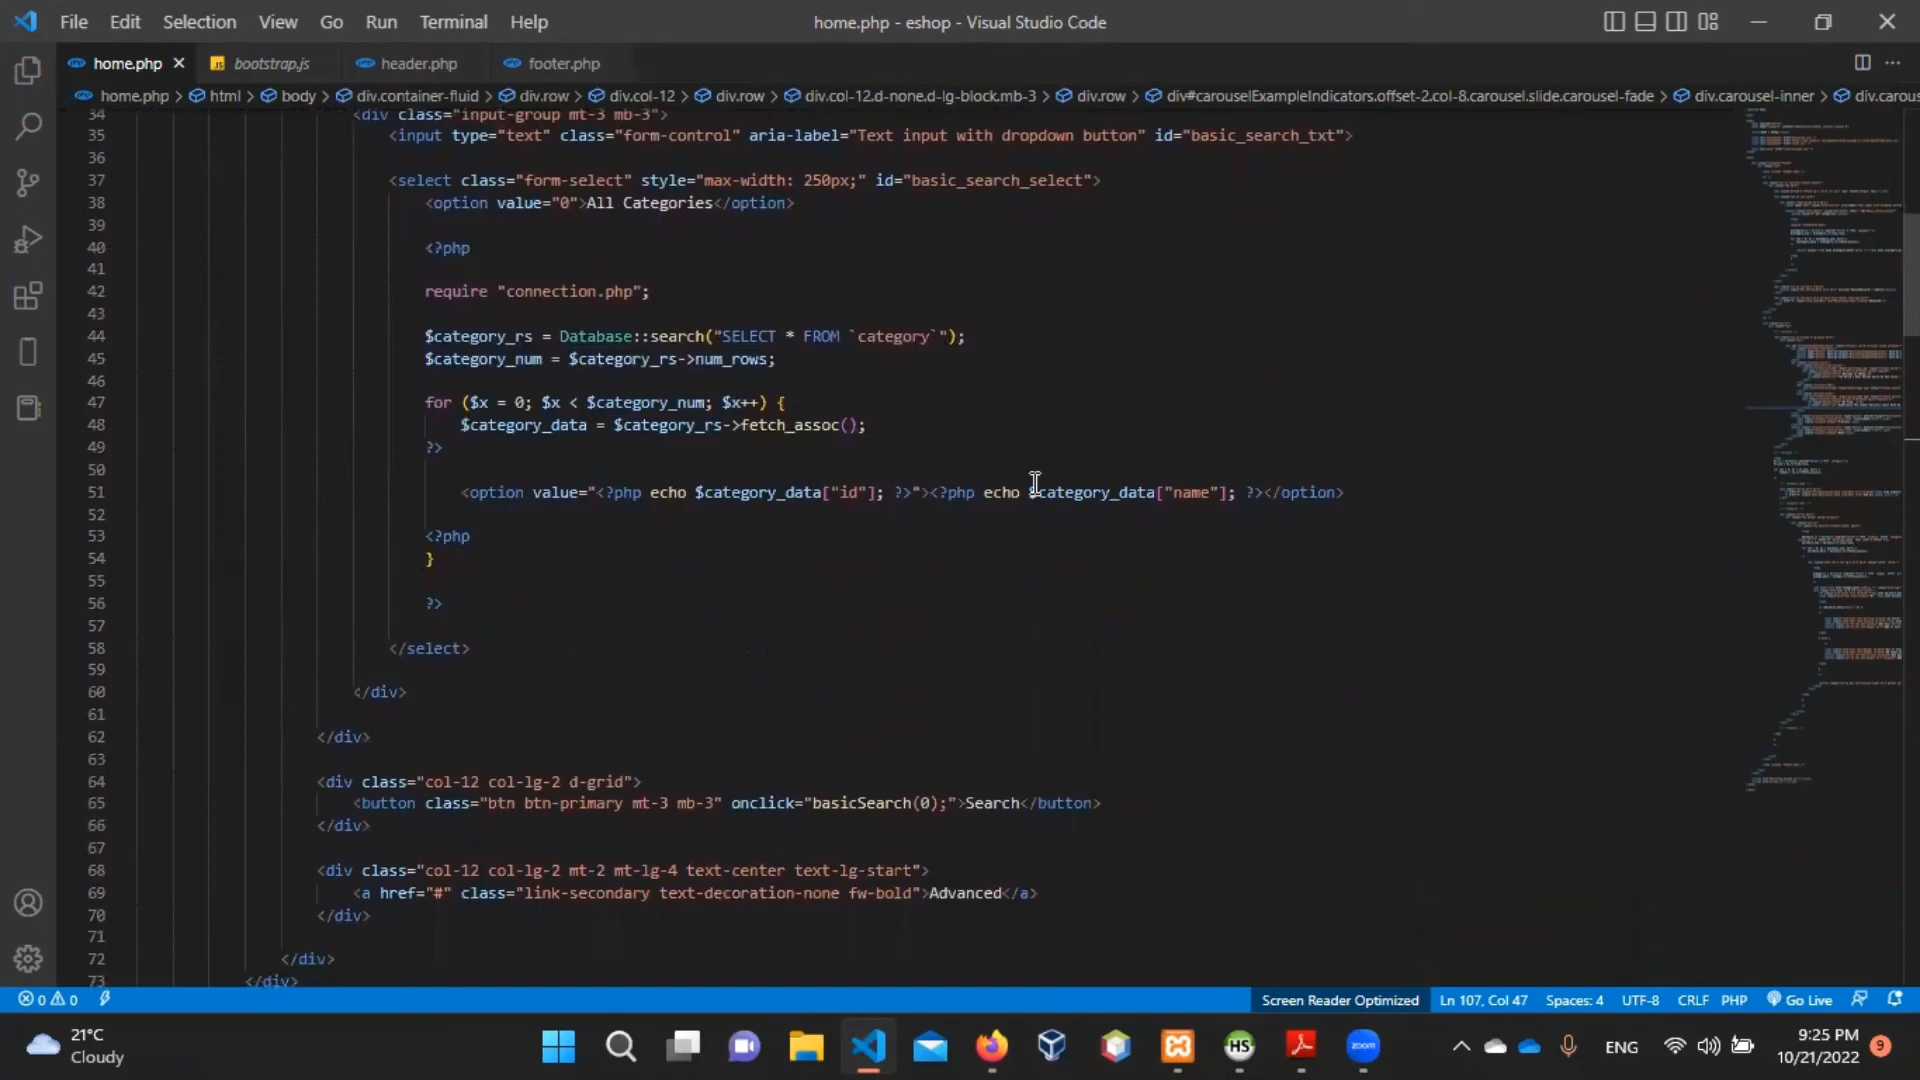 File Edit Selection View Go Run Terminal Help
home.php - eshop - Visual Studio Code
home.php bootstrap.js header.php footer.php
home.php > html > body > div.container-fluid > div.row > div.col-12 > div.row > div.col-12.d-none.d-lg-block.mb-3 > div.row > div#carouselExampleIndicators.offset-2.col-8.carousel.slide.carousel-fade > div.carousel-inner > div.carous
34 <div class="input-group mt-3 mb-3">
35 <input type="text" class="form-control" aria-label="Text input with dropdown button" id="basic_search_txt">
36
37 <select class="form-select" style="max-width: 250px;" id="basic_search_select">
38 <option value="0">All Categories</option>
39
40 <?php
41
42 require "connection.php";
43
44 $category_rs = Database::search("SELECT * FROM `category`");
45 $category_num = $category_rs->num_rows;
46
47 for ($x = 0; $x < $category_num; $x++) {
48 $category_data = $category_rs->fetch_assoc();
49 ?>
50
51 <option value="<?php echo $category_data["id"]; ?>"><?php echo $category_data["name"]; ?></option>
52
53 <?php
54 }
55
56 ?>
57
58 </select>
59
60 </div>
61
62 </div>
63
64 <div class="col-12 col-lg-2 d-grid">
65 <button class="btn btn-primary mt-3 mb-3" onclick="basicSearch(0);">Search</button>
66 </div>
67
68 <div class="col-12 col-lg-2 mt-2 mt-lg-4 text-center text-lg-start">
69 <a href="#" class="link-secondary text-decoration-none fw-bold">Advanced</a>
70 </div>
71
72 </div>
73 </div>
0 0 Screen Reader Optimized Ln 107, Col 47 Spaces: 4 UTF-8 CRLF PHP Go Live
21°C
Cloudy
HS
zoom
ENG
9:25 PM
10/21/2022
9